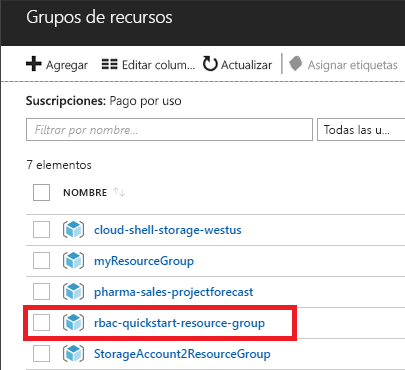 Grupos de recursos
Agregar Editar colum... Actualizar Asignar etiquetas
Suscripciones: Pago por uso
Filtrar por nombre... Todas las u...
7 elementos
NOMBRE
cloud-shell-storage-westus
myResourceGroup
pharma-sales-projectforecast
rbac-quickstart-resource-group
StorageAccount2ResourceGroup